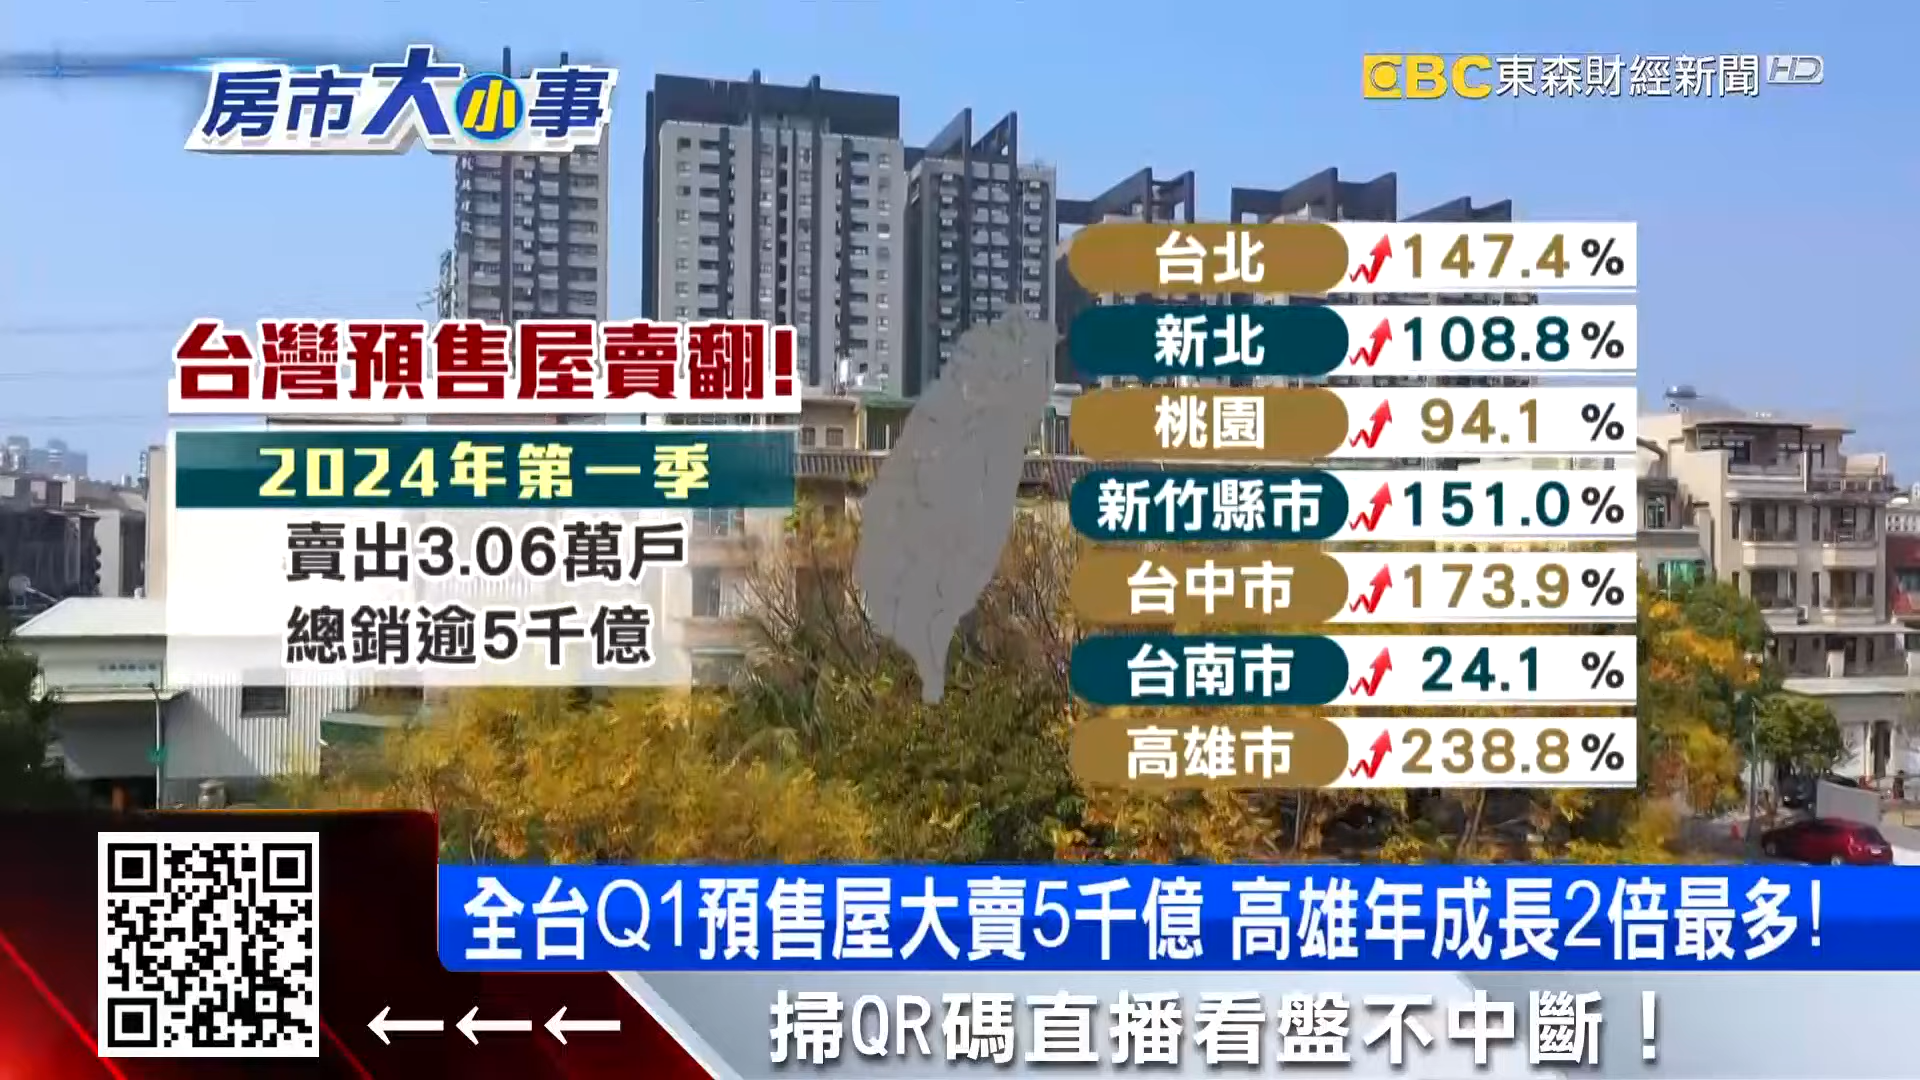 房市大小事
EBC東森財經新聞HD
台灣預售屋賣翻!
2024年第一季
賣出3.06萬戶
總銷逾5千億
台北 147.4%
新北 108.8%
桃園 94.1 %
新竹縣市 151.0%
台中市 173.9%
台南市 24.1 %
高雄市 238.8%
全台Q1預售屋大賣5千億 高雄年成長2倍最多!
←←← 掃QR碼直播看盤不中斷！